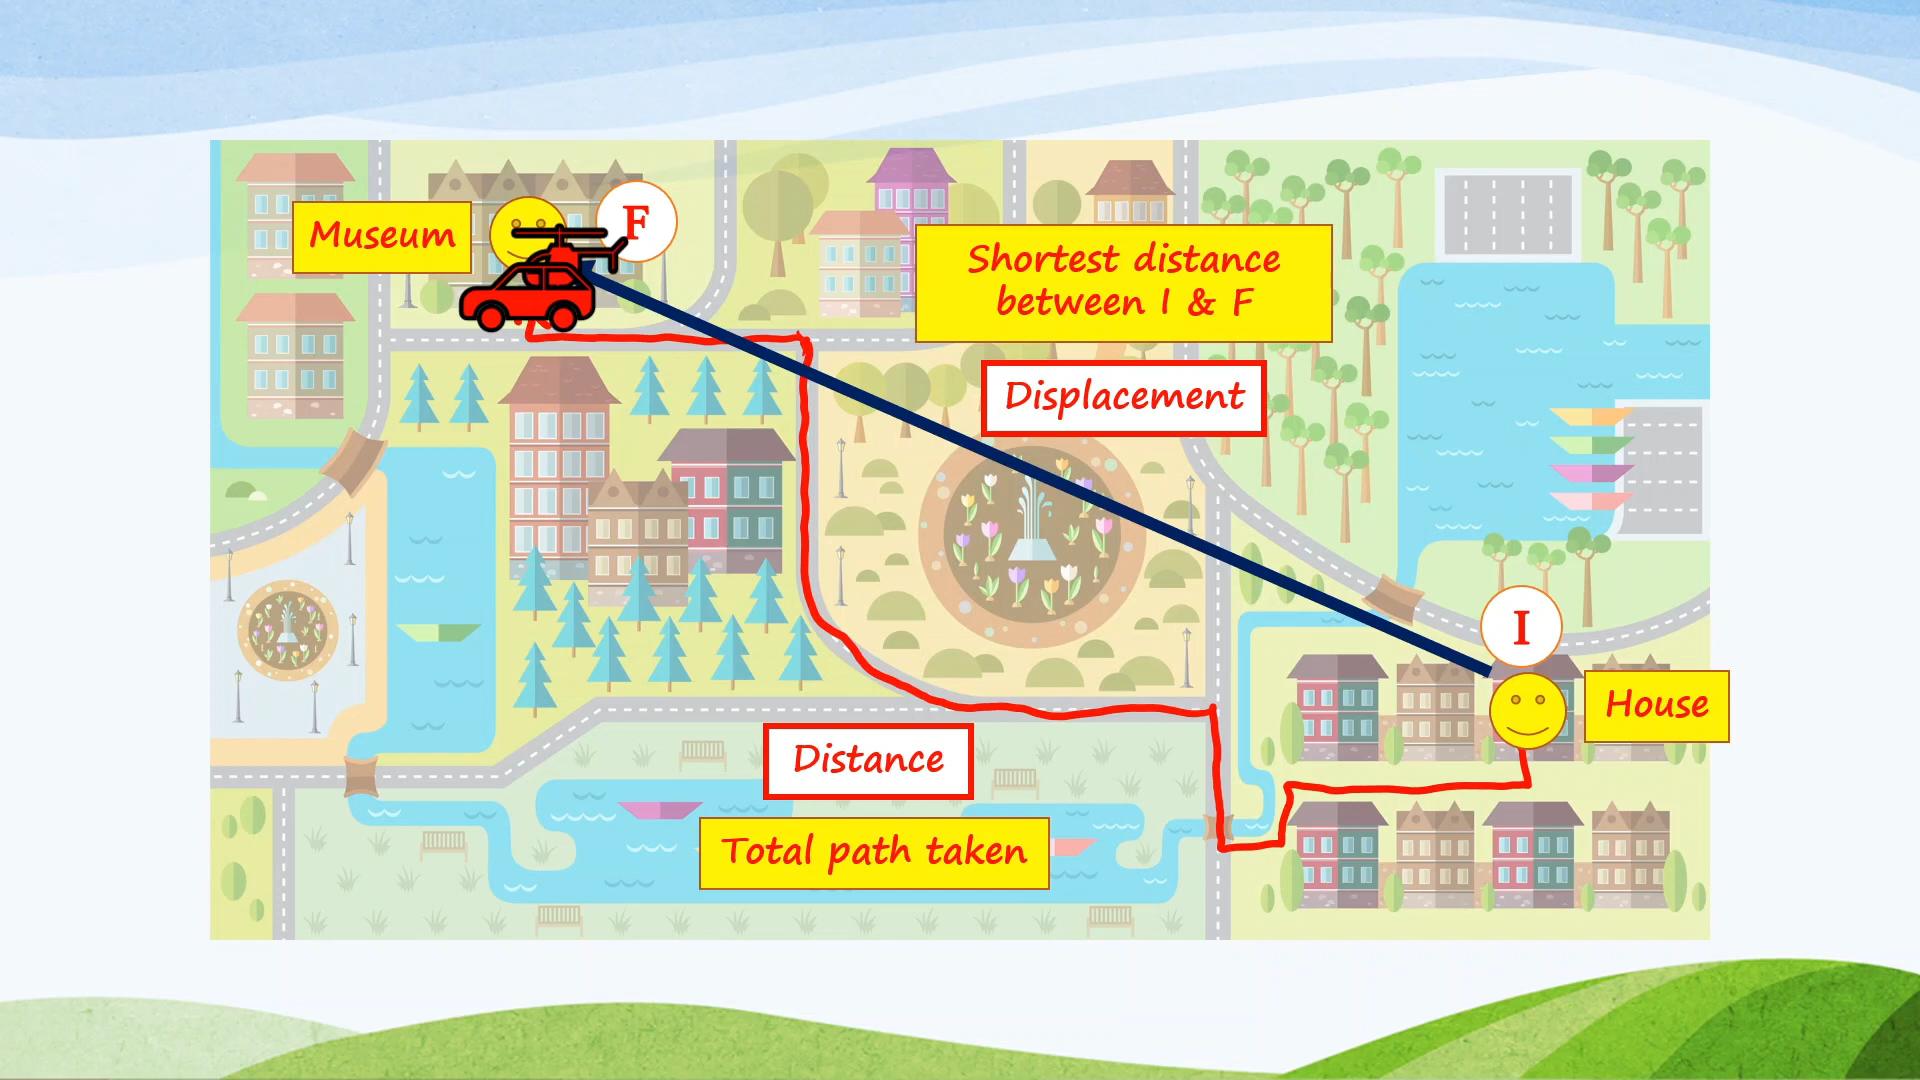 Museum
F
Shortest distance
between I & F
Displacement
I
House
Distance
Total path taken